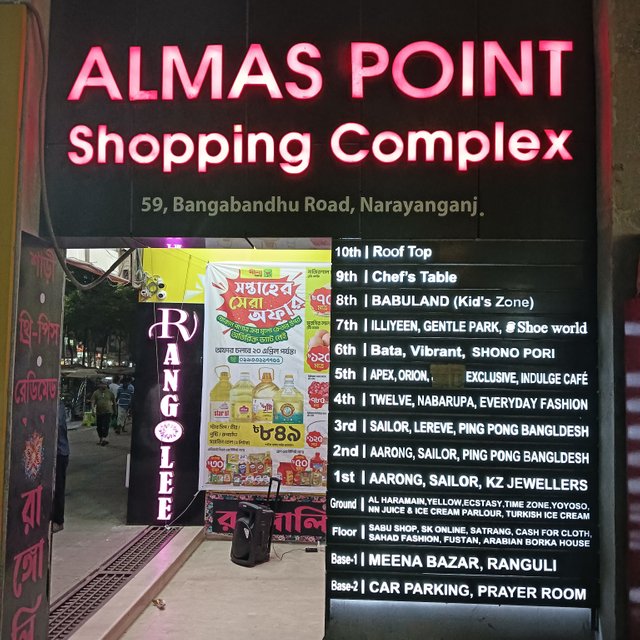 ALMAS POINT
Shopping Complex
59, Bangabandhu Road, Narayanganj.
10th | Roof Top
9th | Chef's Table
8th | BABULAND (Kid's Zone)
7th | ILLIYEEN, GENTLE PARK, Shoe world
6th | Bata, Vibrant, SHONO PORI
5th | APEX, ORION, EXCLUSIVE, INDULGE CAFÉ
4th | TWELVE, NABARUPA, EVERYDAY FASHION
3rd | SAILOR, LEREVE, PING PONG BANGLDESH
2nd | AARONG, SAILOR, PING PONG BANGLDESH
1st | AARONG, SAILOR, KZ JEWELLERS
Ground | AL HARAMAIN,YELLOW,ECSTASY,TIME ZONE,YOYOSO,
NN JUICE & ICE CREAM PARLOUR, TURKISH ICE CREAM
Floor | SABU SHOP, SK ONLINE, SATRANG, CASH FOR CLOTH,
SAHAD FASHION, FUSTAN, ARABIAN BORKA HOUSE
Base-1 | MEENA BAZAR, RANGULI
Base-2 | CAR PARKING, PRAYER ROOM
RANGOLEE
সপ্তাহের
সেরা
অফার
৳৮৪৯
শাড়ী
থ্রি-পিস
রেডিমেড
রাঙ্গোলি